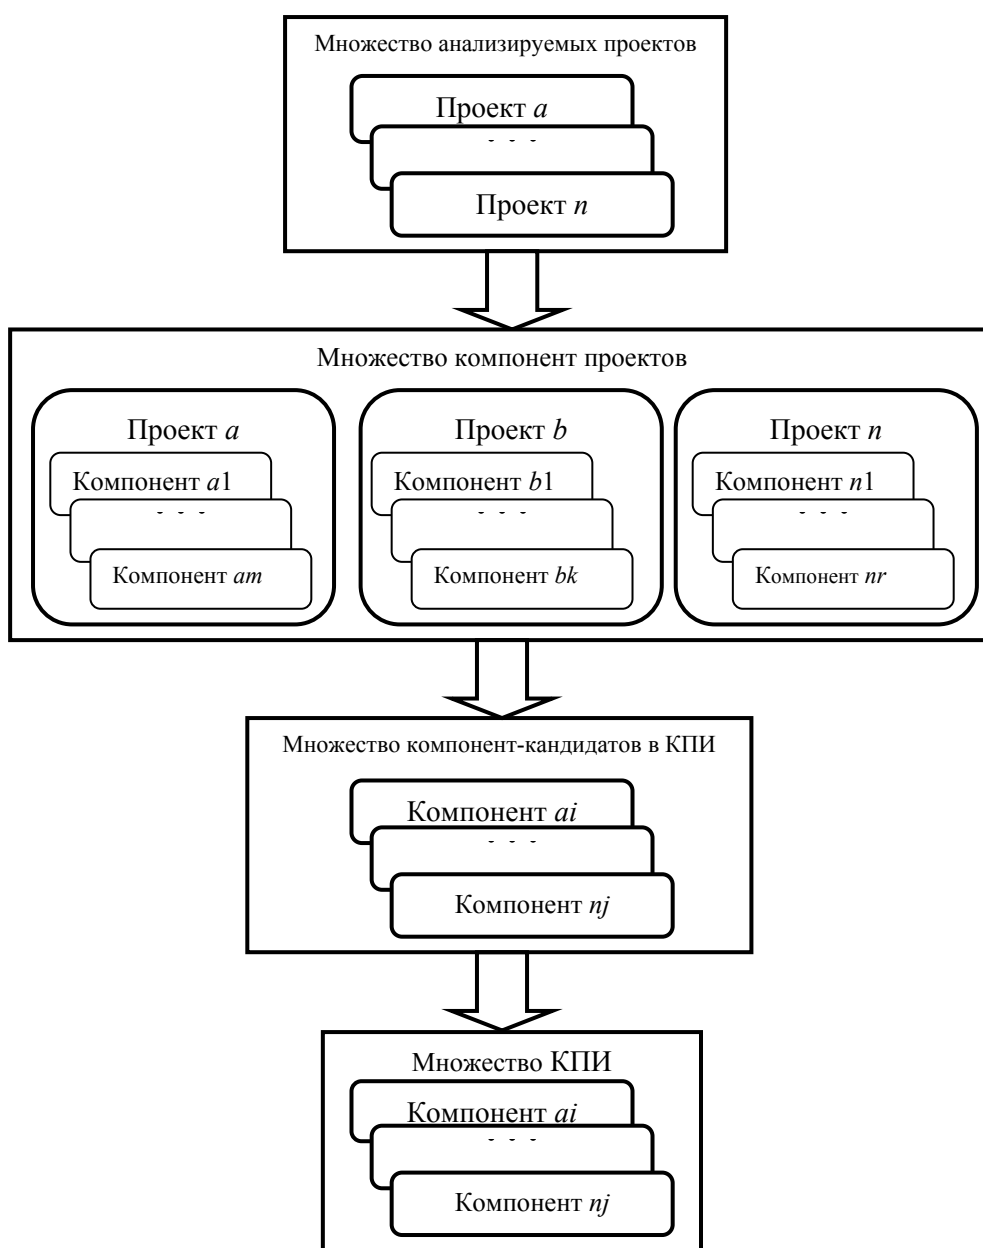 Множество анализируемых проектов
Проект a
- - -
Проект n
Множество компонент проектов
Проект a
Компонент a1
- - -
Компонент am
Проект b
Компонент b1
- - -
Компонент bk
Проект n
Компонент n1
- - -
Компонент nr
Множество компонент-кандидатов в КПИ
Компонент ai
- - -
Компонент nj
Множество КПИ
Компонент ai
- - -
Компонент nj